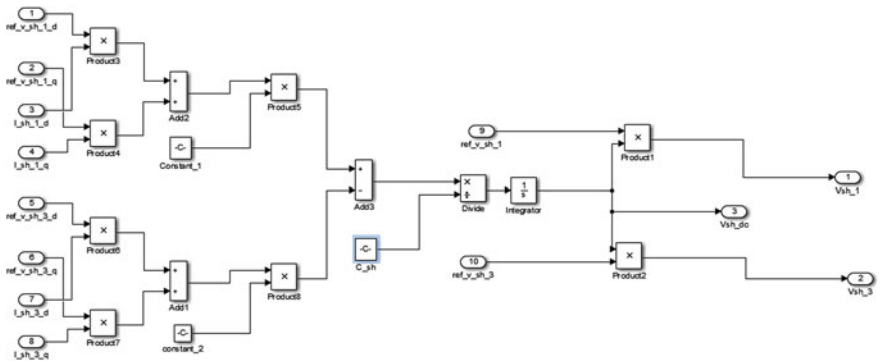 1
ref_v_sh_1_d
×
Product3
2
ref_v_sh_1_q
3
I_sh_1_d
4
I_sh_1_q
×
Product4
+
+
Add2
-C-
Constant_1
×
Product5
5
ref_v_sh_3_d
×
Product6
6
ref_v_sh_3_q
7
I_sh_3_d
8
I_sh_3_q
×
Product7
+
+
Add1
-C-
constant_2
×
Product8
+
−
Add3
-C-
C_sh
×
÷
Divide
1
s
Integrator
9
ref_v_sh_1
×
Product1
1
Vsh_1
3
Vsh_dc
10
ref_v_sh_3
×
Product2
2
Vsh_3